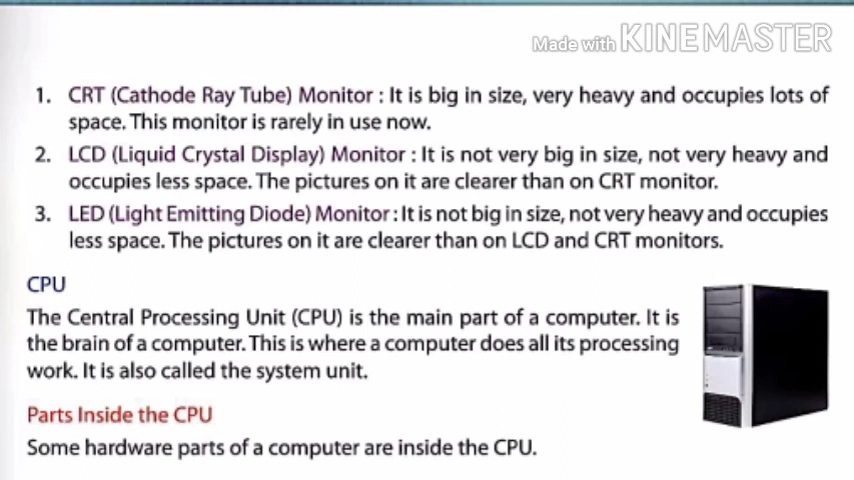 Made with KINEMASTER
1. CRT (Cathode Ray Tube) Monitor : It is big in size, very heavy and occupies lots of
space. This monitor is rarely in use now.
2. LCD (Liquid Crystal Display) Monitor : It is not very big in size, not very heavy and
occupies less space. The pictures on it are clearer than on CRT monitor.
3. LED (Light Emitting Diode) Monitor : It is not big in size, not very heavy and occupies
less space. The pictures on it are clearer than on LCD and CRT monitors.
CPU
The Central Processing Unit (CPU) is the main part of a computer. It is
the brain of a computer. This is where a computer does all its processing
work. It is also called the system unit.
Parts Inside the CPU
Some hardware parts of a computer are inside the CPU.